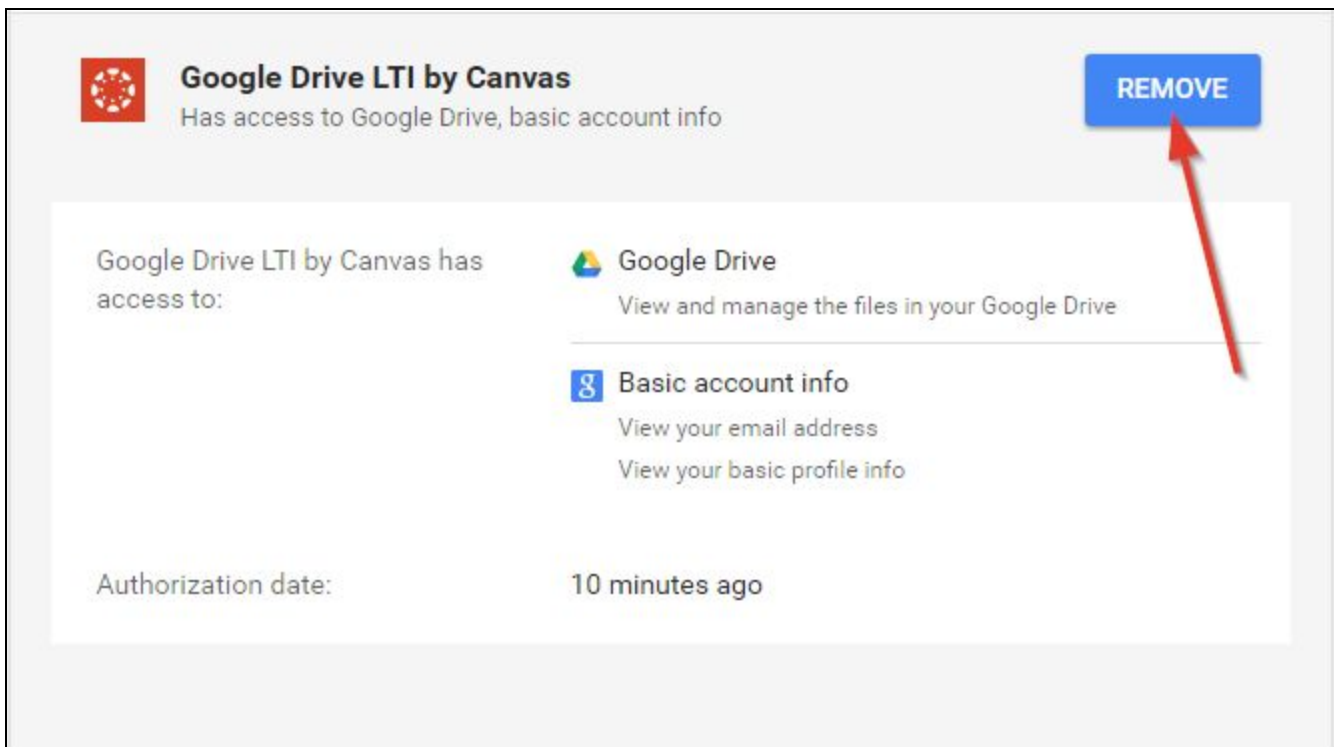 Google Drive LTI by Canvas
Has access to Google Drive, basic account info
REMOVE
Google Drive LTI by Canvas has
access to:
Google Drive
View and manage the files in your Google Drive
g Basic account info
View your email address
View your basic profile info
Authorization date:
10 minutes ago